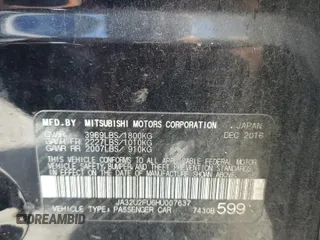 MFD.BY MITSUBISHI MOTORS CORPORATION
JAPAN
GVWR 3969LBS/1800KG DEC 2016
GAWR FR 2227LBS/1010KG
GAWR RR 2007LBS/ 910KG
THIS VEHICLE CONFORMS TO ALL APPLICABLE
FEDERAL MOTOR VEHICLE SAFETY, BUMPER, AND
THEFT PREVENTION STANDARDS IN EFFECT ON THE
DATE OF MANUFACTURE SHOWN ABOVE.
JA32U2FU6HU007637
VEHICLE TYPE: PASSENGER CAR 7430B 599